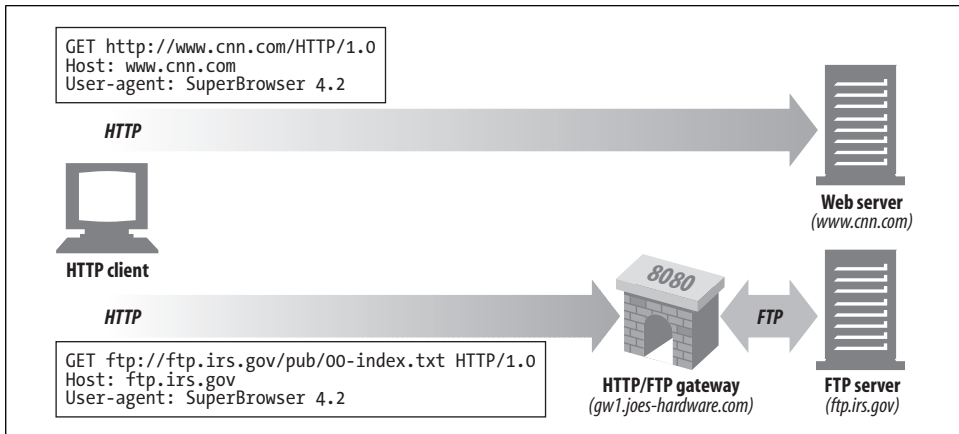 GET http://www.cnn.com/HTTP/1.0
Host: www.cnn.com
User-agent: SuperBrowser 4.2
HTTP
Web server
(www.cnn.com)
HTTP client
8080
HTTP
FTP
GET ftp://ftp.irs.gov/pub/00-index.txt HTTP/1.0
Host: ftp.irs.gov
User-agent: SuperBrowser 4.2
HTTP/FTP gateway
(gw1.joes-hardware.com)
FTP server
(ftp.irs.gov)